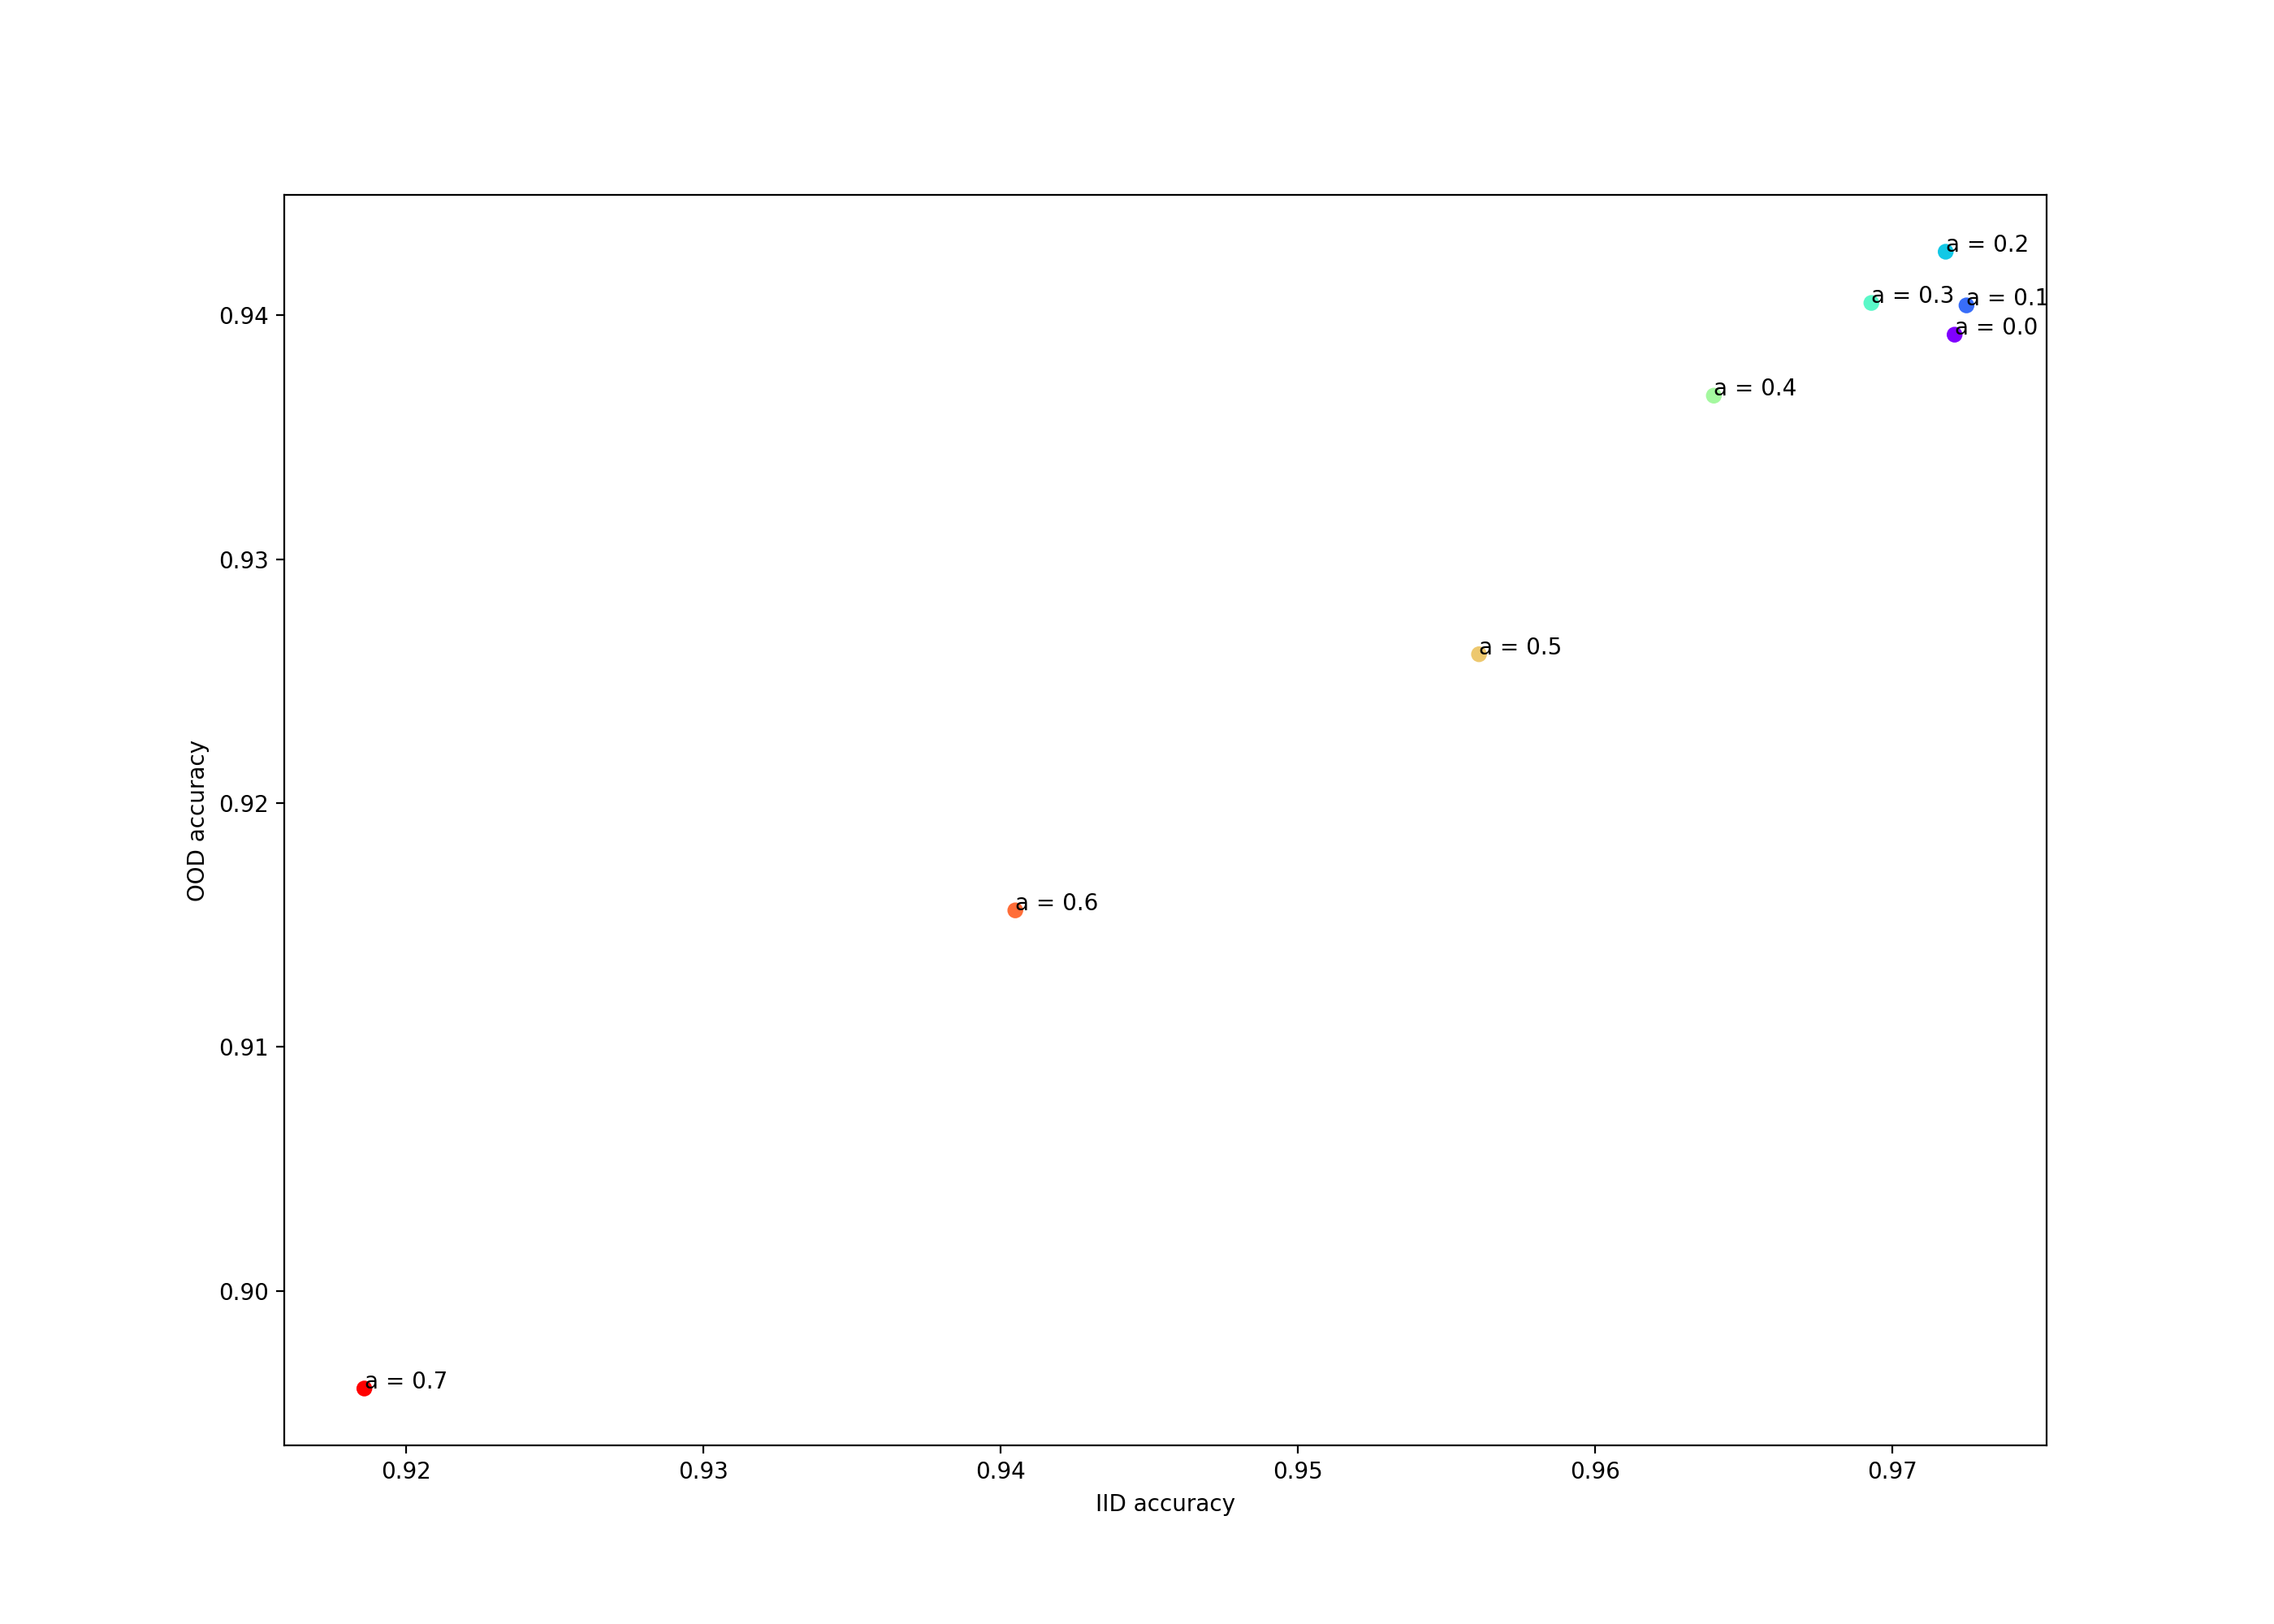 a = 0.2
a = 0.3
a = 0.1
a = 0.0
a = 0.4
a = 0.5
a = 0.6
a = 0.7
0.94
0.93
0.92
0.91
0.90
OOD accuracy
0.92
0.93
0.94
0.95
0.96
0.97
IID accuracy